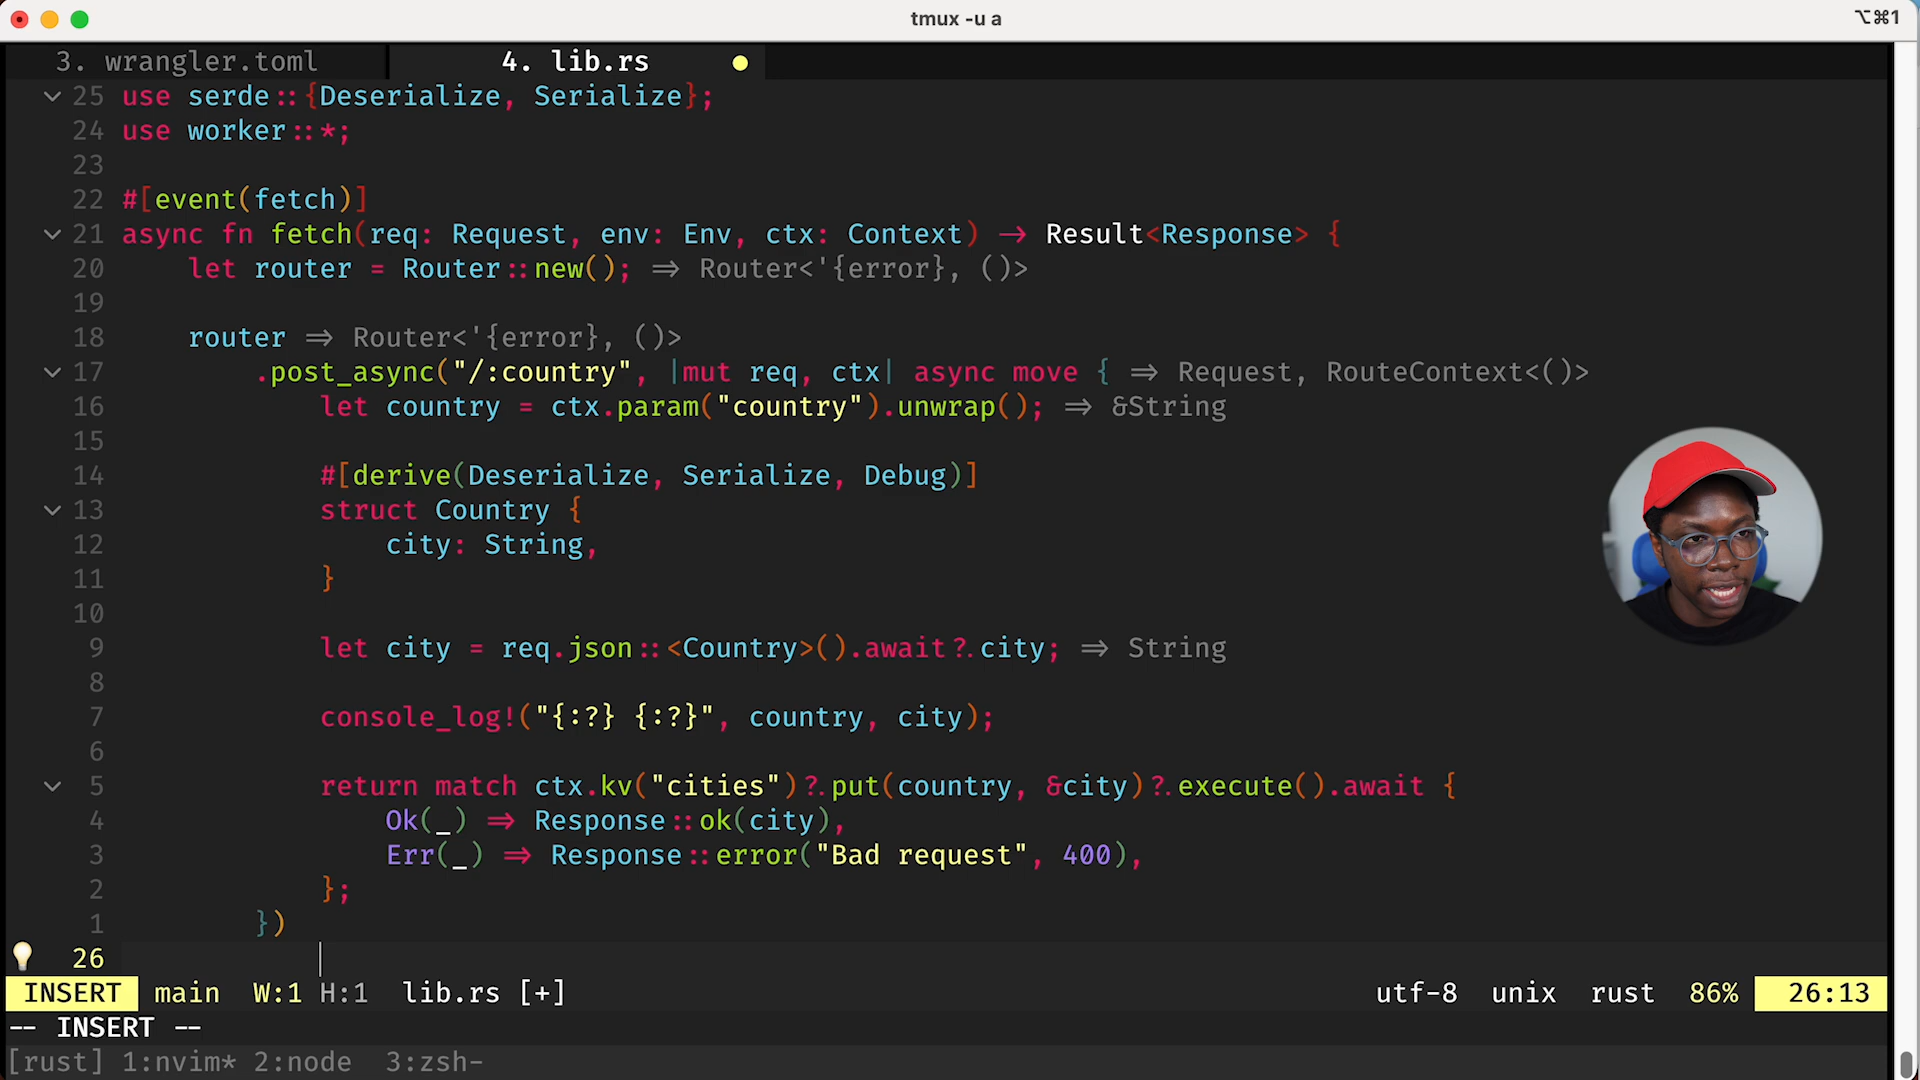 tmux -u a
⌥⌘1
3. wrangler.toml 4. lib.rs
25 use serde::{Deserialize, Serialize};
24 use worker::*;
23
22 #[event(fetch)]
21 async fn fetch(req: Request, env: Env, ctx: Context) -> Result<Response> {
20 let router = Router::new(); => Router<'{error}, ()>
19
18 router => Router<'{error}, ()>
17 .post_async("/:country", |mut req, ctx| async move { => Request, RouteContext<()>
16 let country = ctx.param("country").unwrap(); => &String
15
14 #[derive(Deserialize, Serialize, Debug)]
13 struct Country {
12 city: String,
11 }
10
9 let city = req.json::<Country>().await?.city; => String
8
7 console_log!("{:?} {:?}", country, city);
6
5 return match ctx.kv("cities")?.put(country, &city)?.execute().await {
4 Ok(_) => Response::ok(city),
3 Err(_) => Response::error("Bad request", 400),
2 };
1 })
26
INSERT main W:1 H:1 lib.rs [+] utf-8 unix rust 86% 26:13
-- INSERT --
[rust] 1:nvim* 2:node 3:zsh-